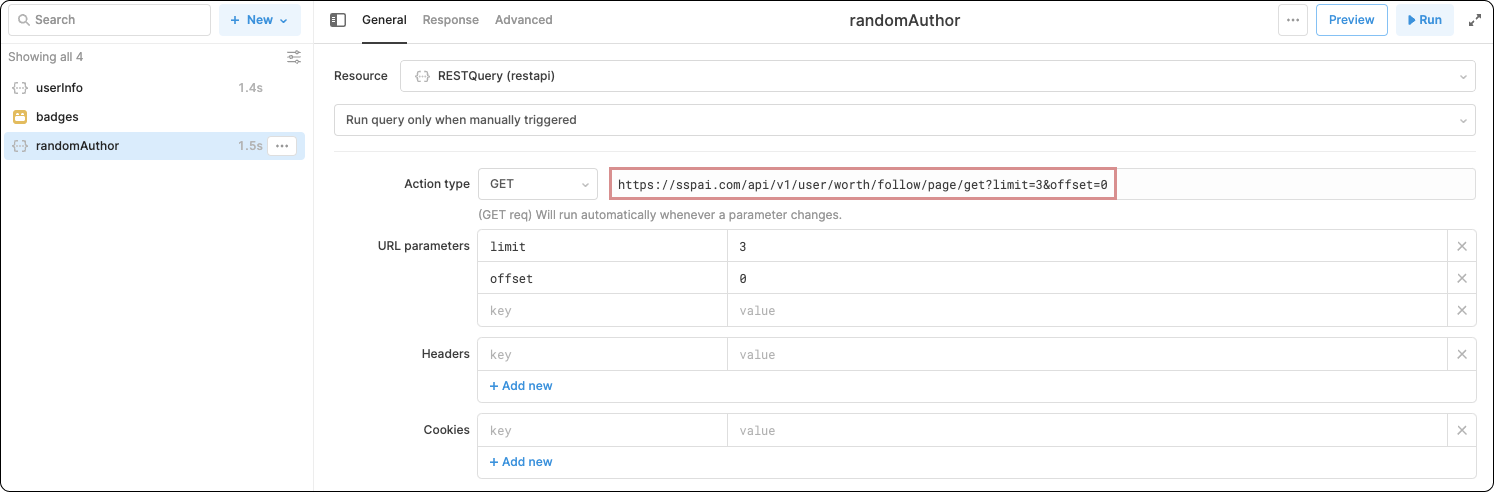 Search
+ New
General Response Advanced
randomAuthor
Preview
Run
Showing all 4
userInfo 1.4s
badges
randomAuthor 1.5s
Resource
RESTQuery (restapi)
Run query only when manually triggered
Action type
GET
https://sspai.com/api/v1/user/worth/follow/page/get?limit=3&offset=0
(GET req) Will run automatically whenever a parameter changes.
URL parameters
limit 3
offset 0
key value
Headers
key value
+ Add new
Cookies
key value
+ Add new